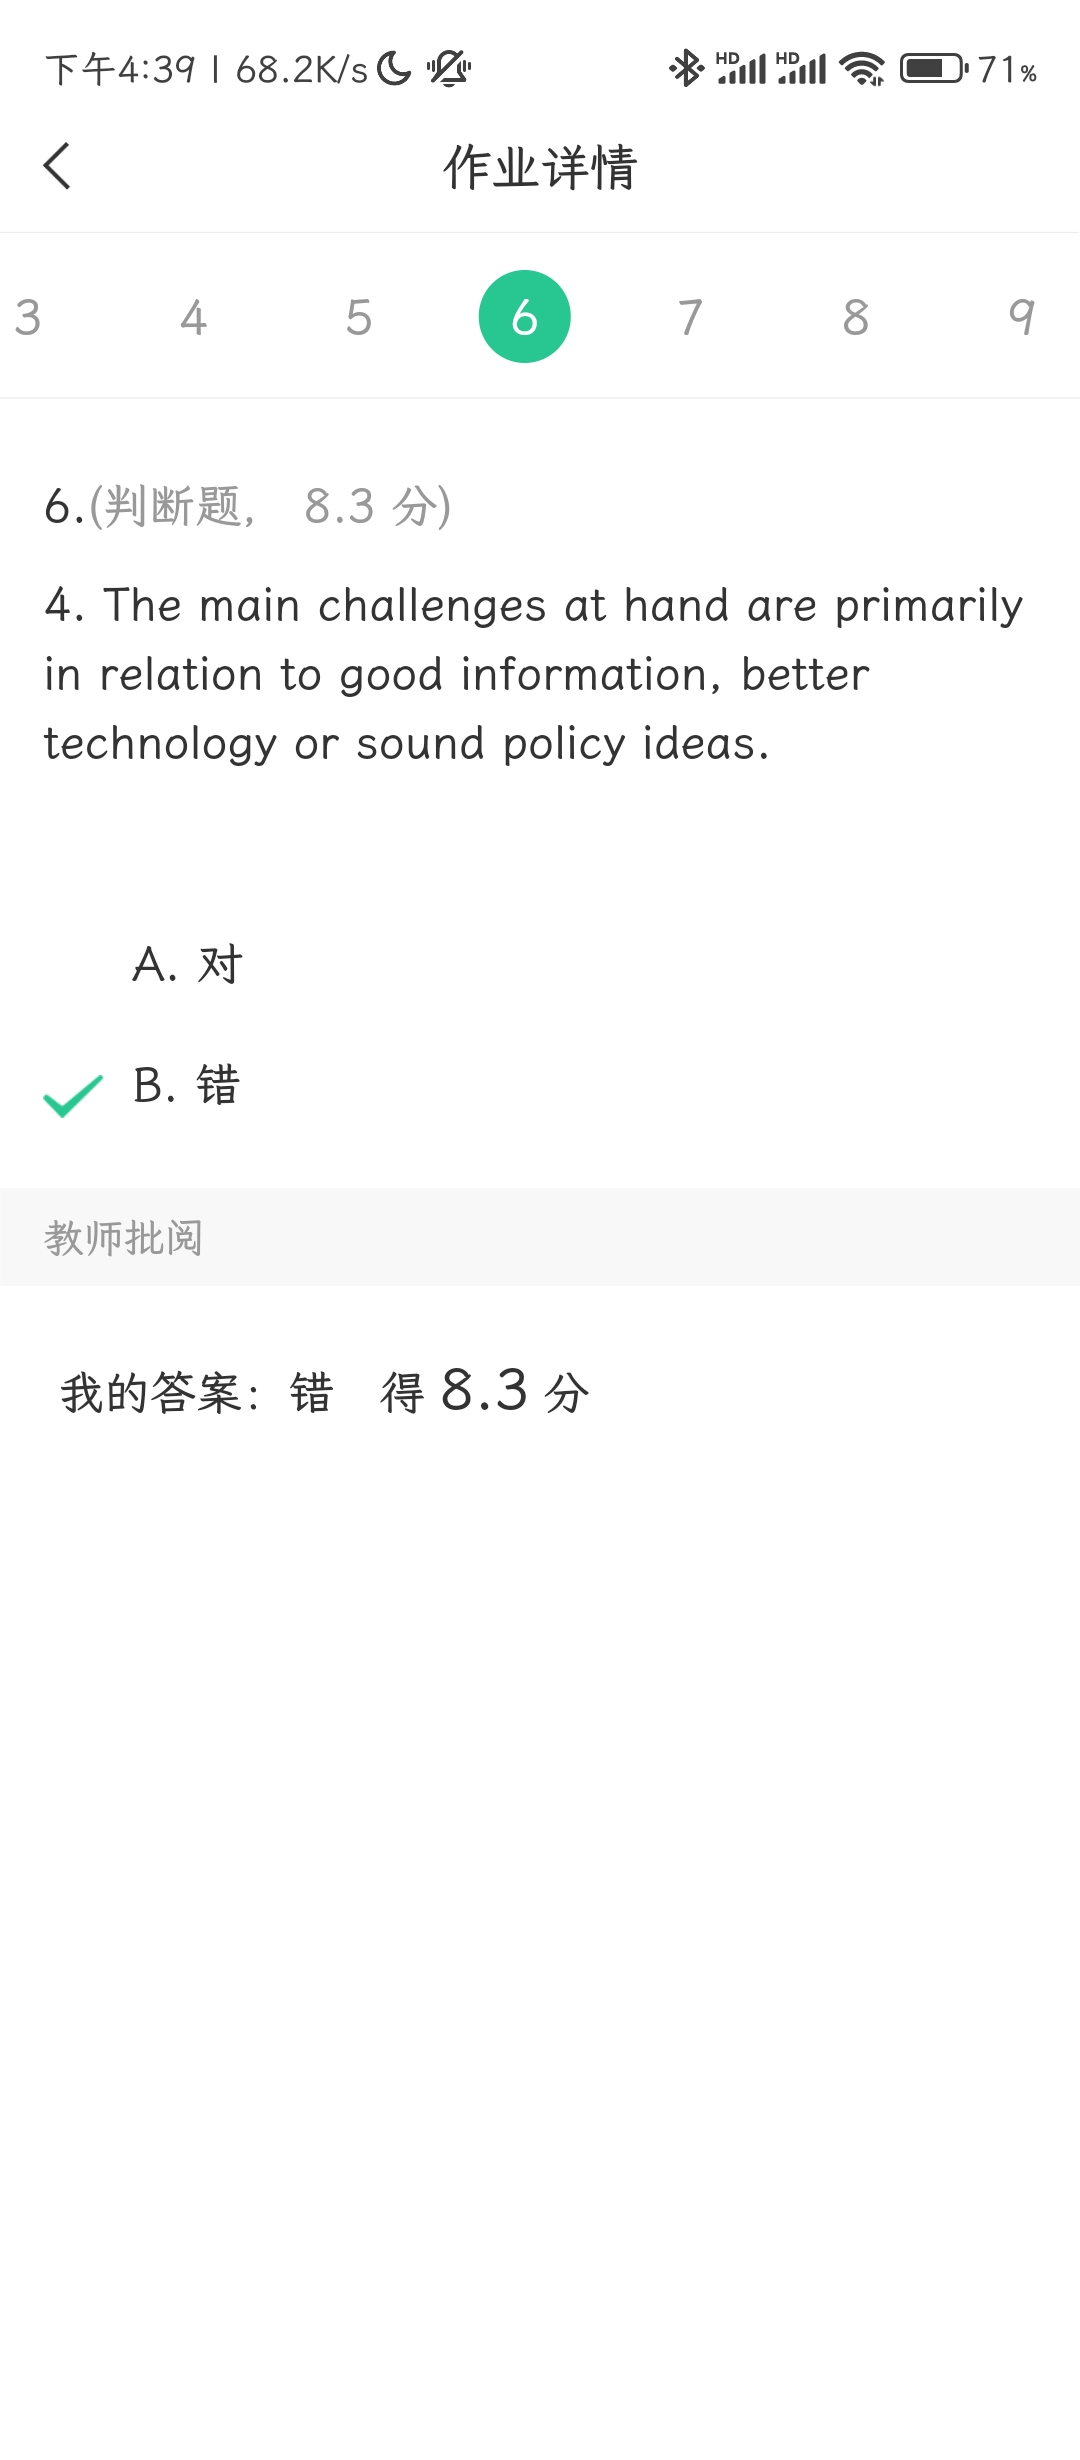 下午4:39 | 68.2K/s HD HD 71%
作业详情
3 4 5 6 7 8 9
6.(判断题, 8.3 分)
4. The main challenges at hand are primarily
in relation to good information, better
technology or sound policy ideas.
A. 对
B. 错
教师批阅
我的答案: 错 得 8.3 分